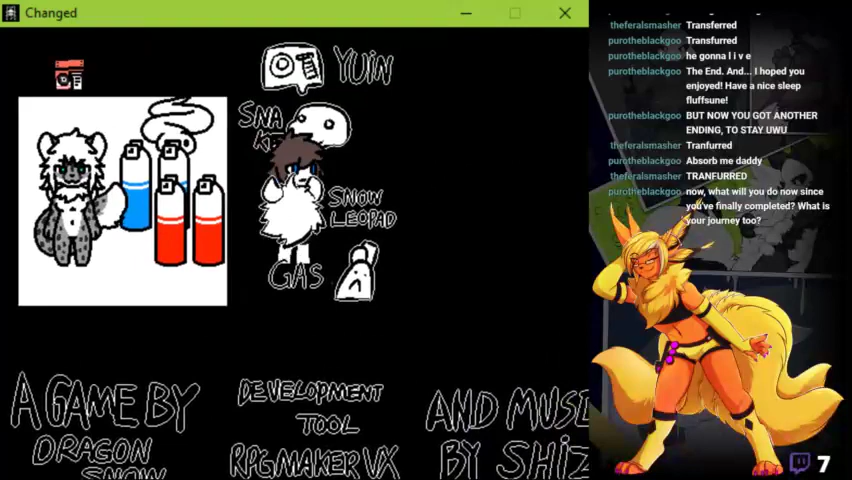 Changed
YUIN
SNA
KE
SNOW
LEOPAD
GAS
A GAME BY
DRAGON
SNOW
DEVELOPMENT
TOOL
RPGMAKER VX
AND MUSI
BY SHIZ
theferalsmasher Transferred
purotheblackgoo Transfurred
purotheblackgoo he gonna l i v e
purotheblackgoo The End. And... I hoped you
enjoyed! Have a nice sleep
fluffsune!
purotheblackgoo BUT NOW YOU GOT ANOTHER
ENDING, TO STAY UWU
theferalsmasher Tranfurred
purotheblackgoo Absorb me daddy
theferalsmasher TRANFURRED
purotheblackgoo now, what will you do now since
you've finally completed? What is
your journey too?
7